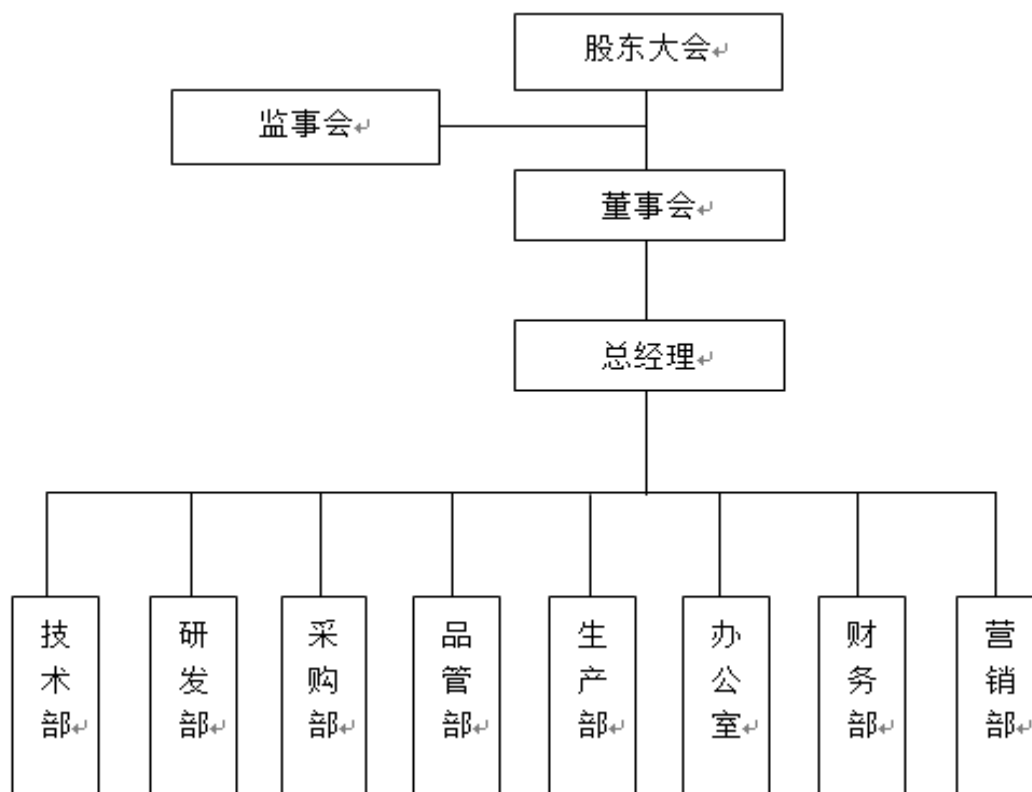 股东大会
监事会
董事会
总经理
技术部
研发部
采购部
品管部
生产部
办公室
财务部
营销部